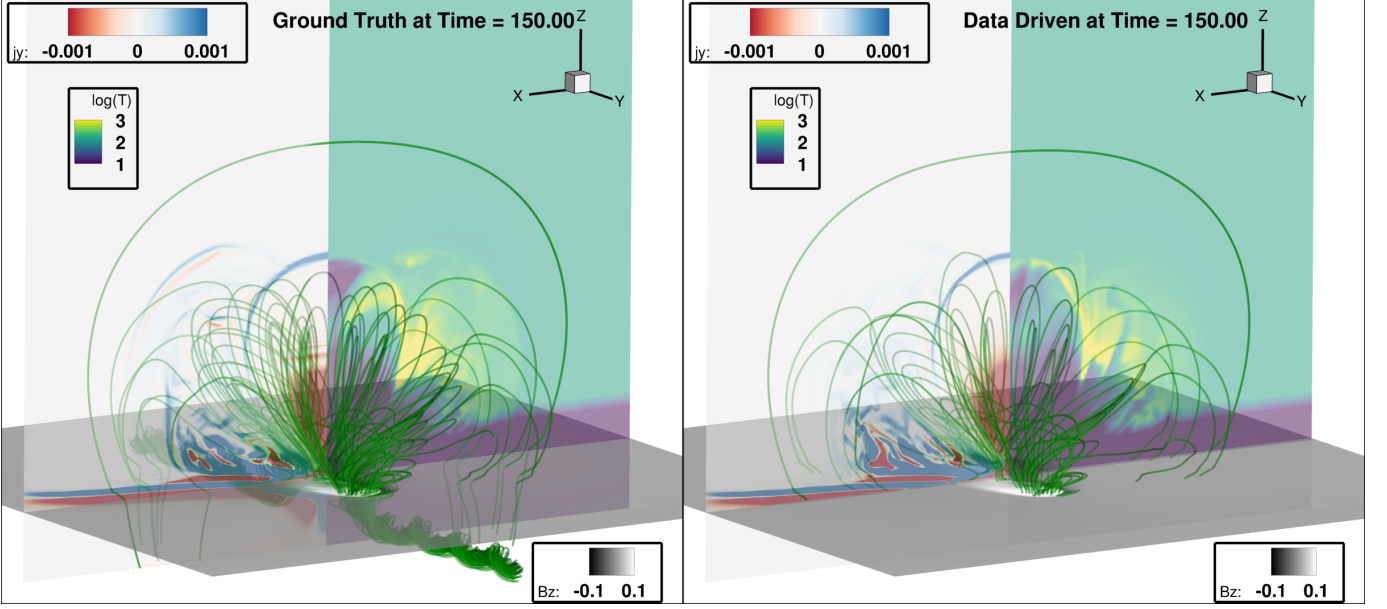 Ground Truth at Time = 150.00
jy: -0.001 0 0.001
log(T)
3
2
1
Z
X
Y
Bz: -0.1 0.1
Data Driven at Time = 150.00
jy: -0.001 0 0.001
log(T)
3
2
1
Z
X
Y
Bz: -0.1 0.1